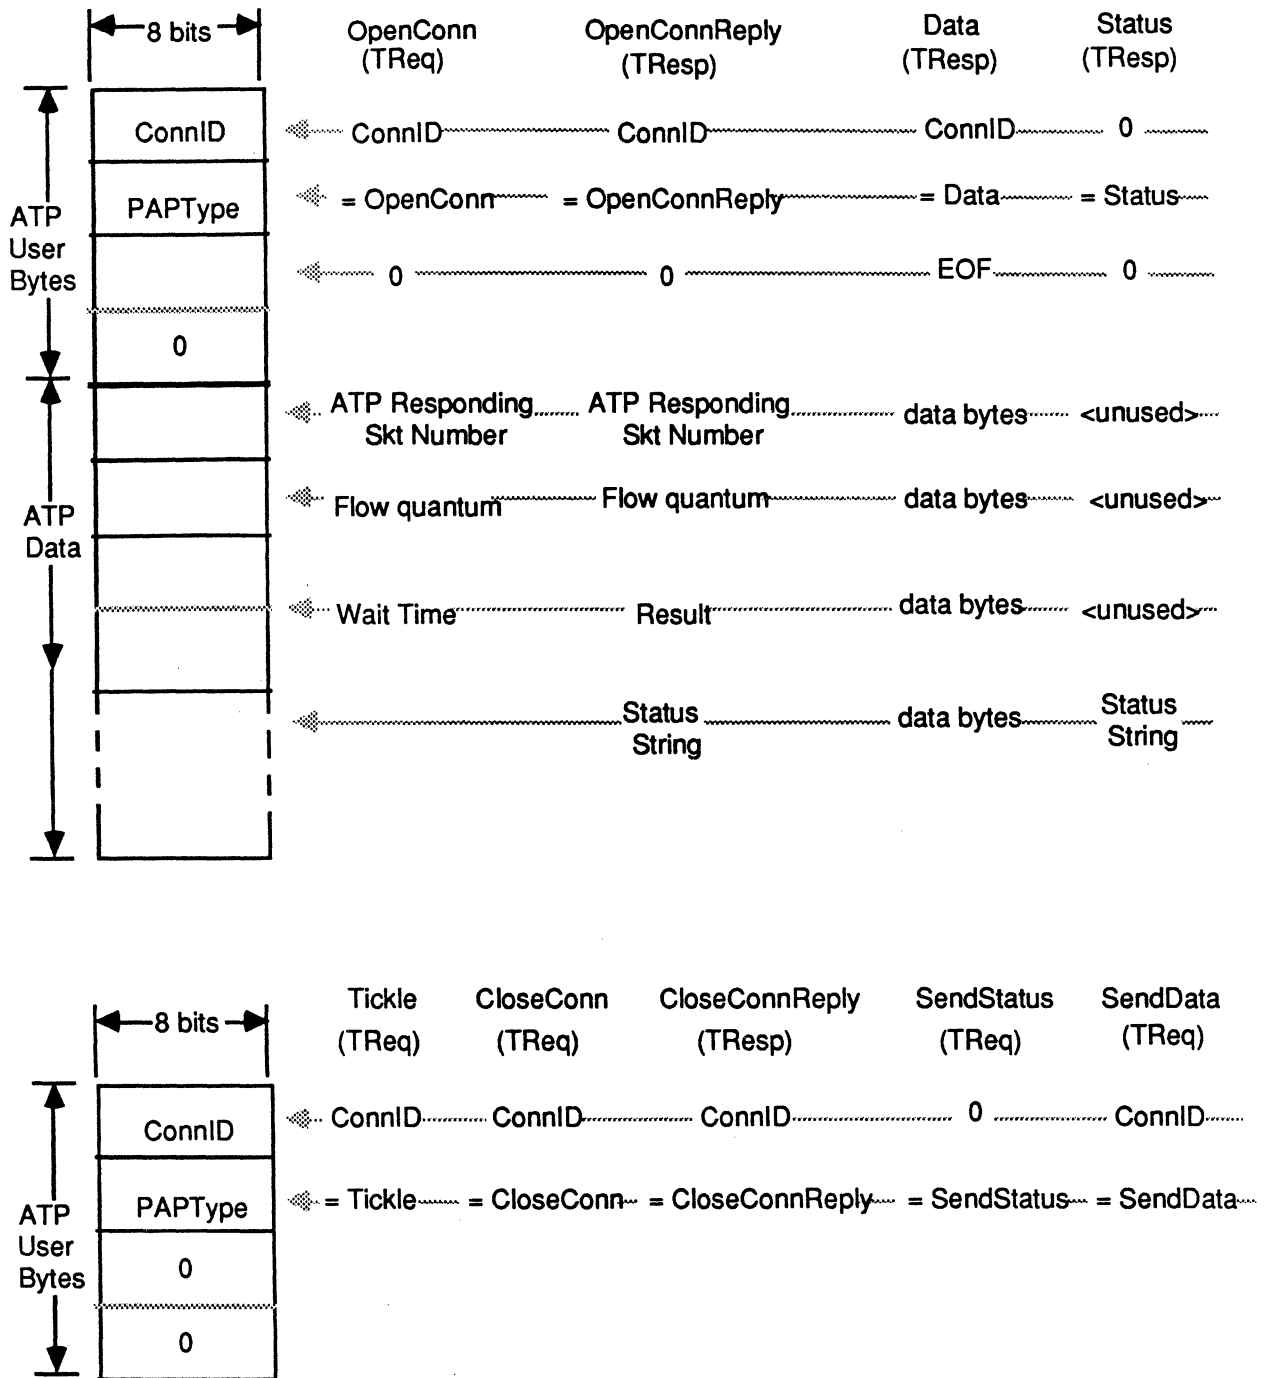 8 bits
OpenConn
(TReq)
OpenConnReply
(TResp)
Data
(TResp)
Status
(TResp)
ConnID
ConnID
ConnID
ConnID
0
ATP
User
Bytes
PAPType
= OpenConn
= OpenConnReply
= Data
= Status
0
0
EOF
0
0
ATP
Data
ATP Responding
Skt Number
ATP Responding
Skt Number
data bytes
<unused>
Flow quantum
Flow quantum
data bytes
<unused>
Wait Time
Result
data bytes
<unused>
Status
String
data bytes
Status
String
8 bits
Tickle
(TReq)
CloseConn
(TReq)
CloseConnReply
(TResp)
SendStatus
(TReq)
SendData
(TReq)
ConnID
ConnID
ConnID
ConnID
0
ConnID
ATP
User
Bytes
PAPType
= Tickle
= CloseConn
= CloseConnReply
= SendStatus
= SendData
0
0